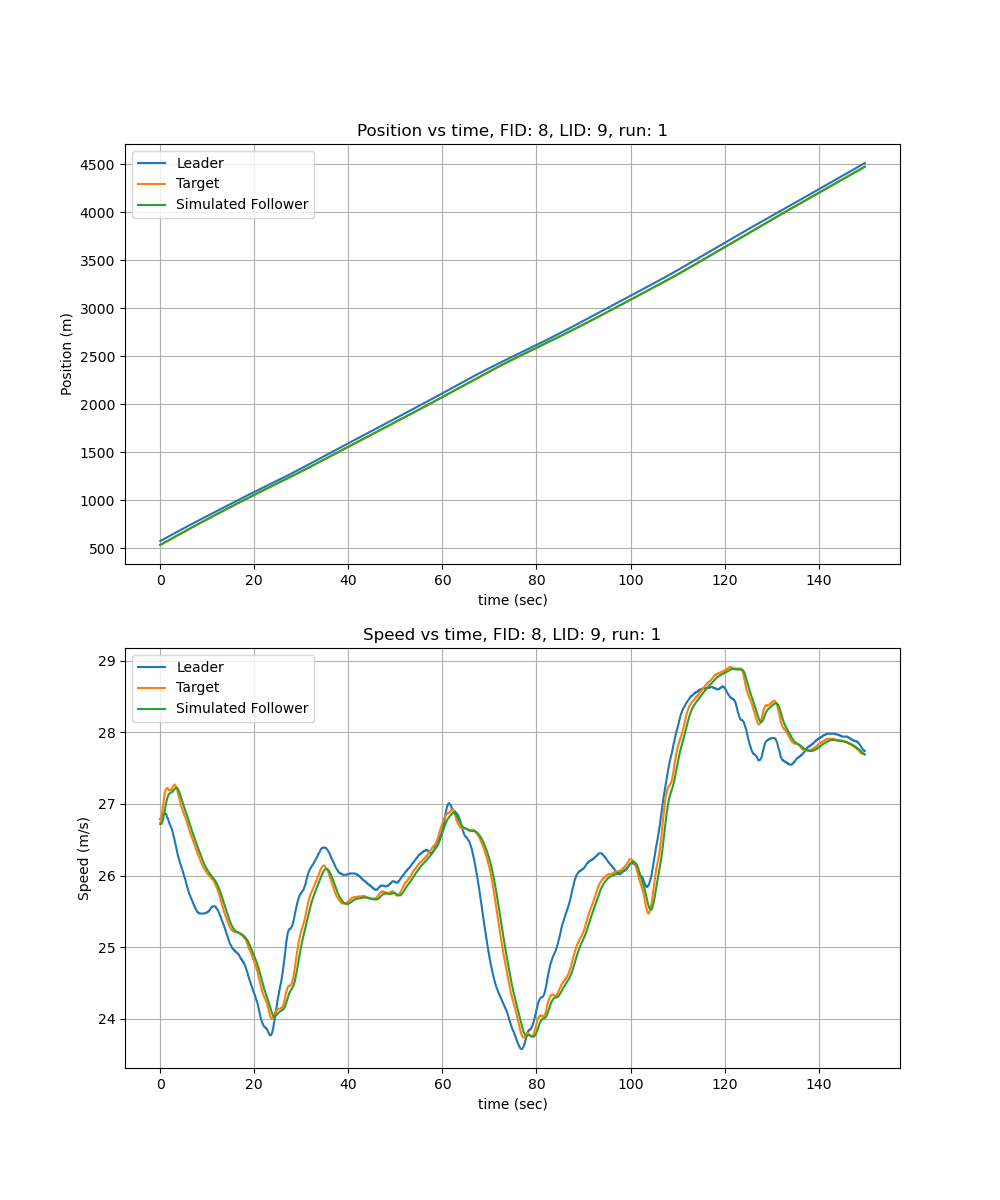 Position vs time, FID: 8, LID: 9, run: 1
Leader
Target
Simulated Follower
4500
4000
3500
3000
2500
2000
1500
1000
500
Position (m)
0 20 40 60 80 100 120 140
time (sec)
Speed vs time, FID: 8, LID: 9, run: 1
Leader
Target
Simulated Follower
29
28
27
26
25
24
Speed (m/s)
0 20 40 60 80 100 120 140
time (sec)